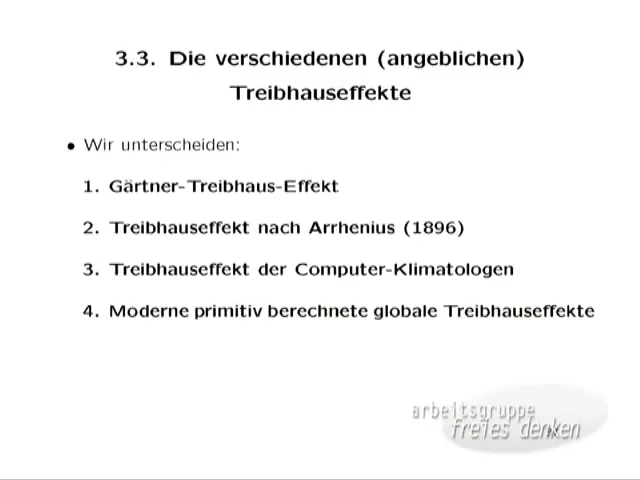 3.3. Die verschiedenen (angeblichen)
Treibhauseffekte
• Wir unterscheiden:
1. Gärtner-Treibhaus-Effekt
2. Treibhauseffekt nach Arrhenius (1896)
3. Treibhauseffekt der Computer-Klimatologen
4. Moderne primitiv berechnete globale Treibhauseffekte
arbeitsgruppe
freies denken